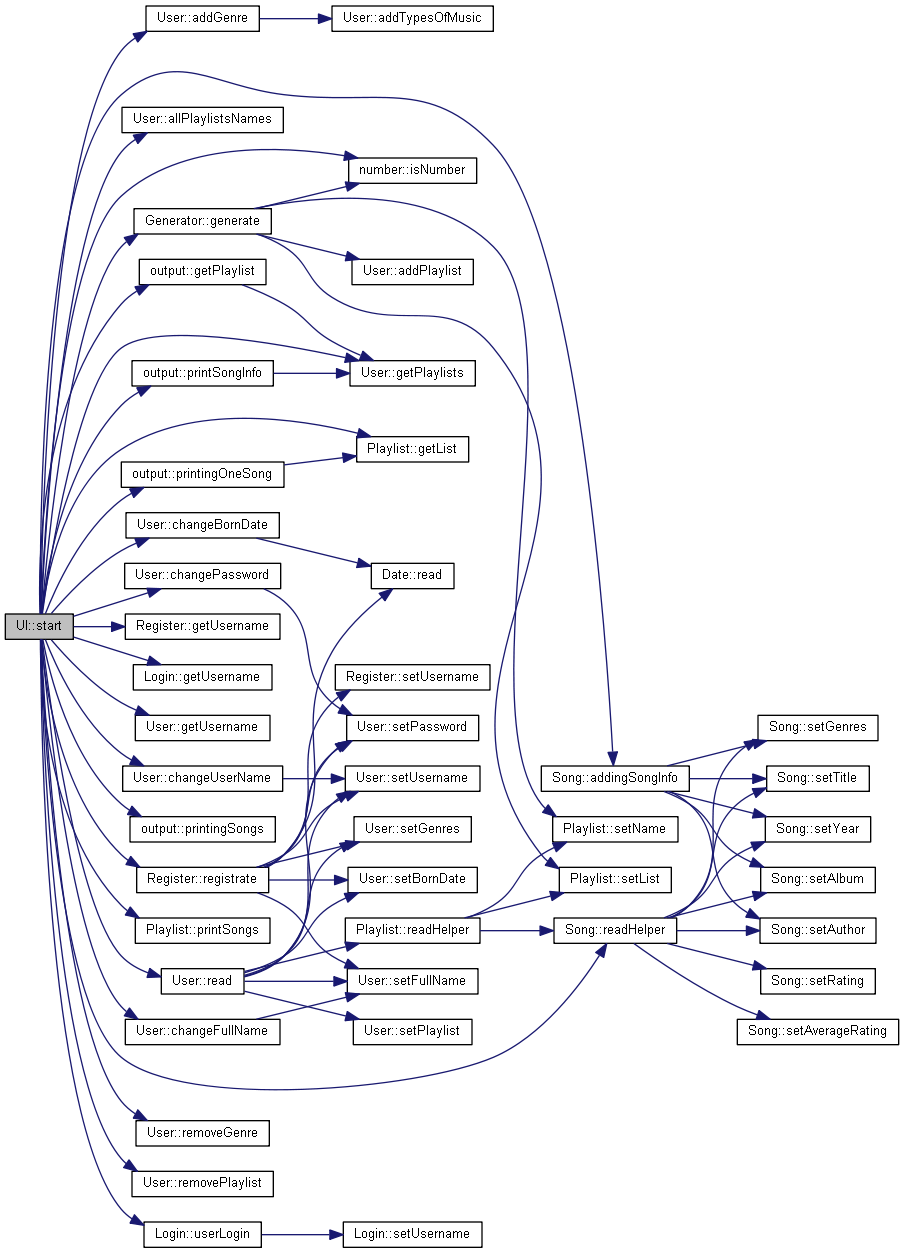 User::addGenre
User::addTypesOfMusic
User::allPlaylistsNames
number::isNumber
Generator::generate
output::getPlaylist
User::addPlaylist
output::printSongInfo
User::getPlaylists
Playlist::getList
output::printingOneSong
User::changeBornDate
User::changePassword
Date::read
UI::start
Register::getUsername
Login::getUsername
Register::setUsername
User::getUsername
User::setPassword
Song::setGenres
User::changeUserName
User::setUsername
Song::addingSongInfo
Song::setTitle
output::printingSongs
User::setGenres
Playlist::setName
Song::setYear
Register::registrate
User::setBornDate
Playlist::setList
Song::setAlbum
Playlist::printSongs
Playlist::readHelper
Song::readHelper
Song::setAuthor
User::read
User::setFullName
Song::setRating
User::changeFullName
User::setPlaylist
Song::setAverageRating
User::removeGenre
User::removePlaylist
Login::userLogin
Login::setUsername